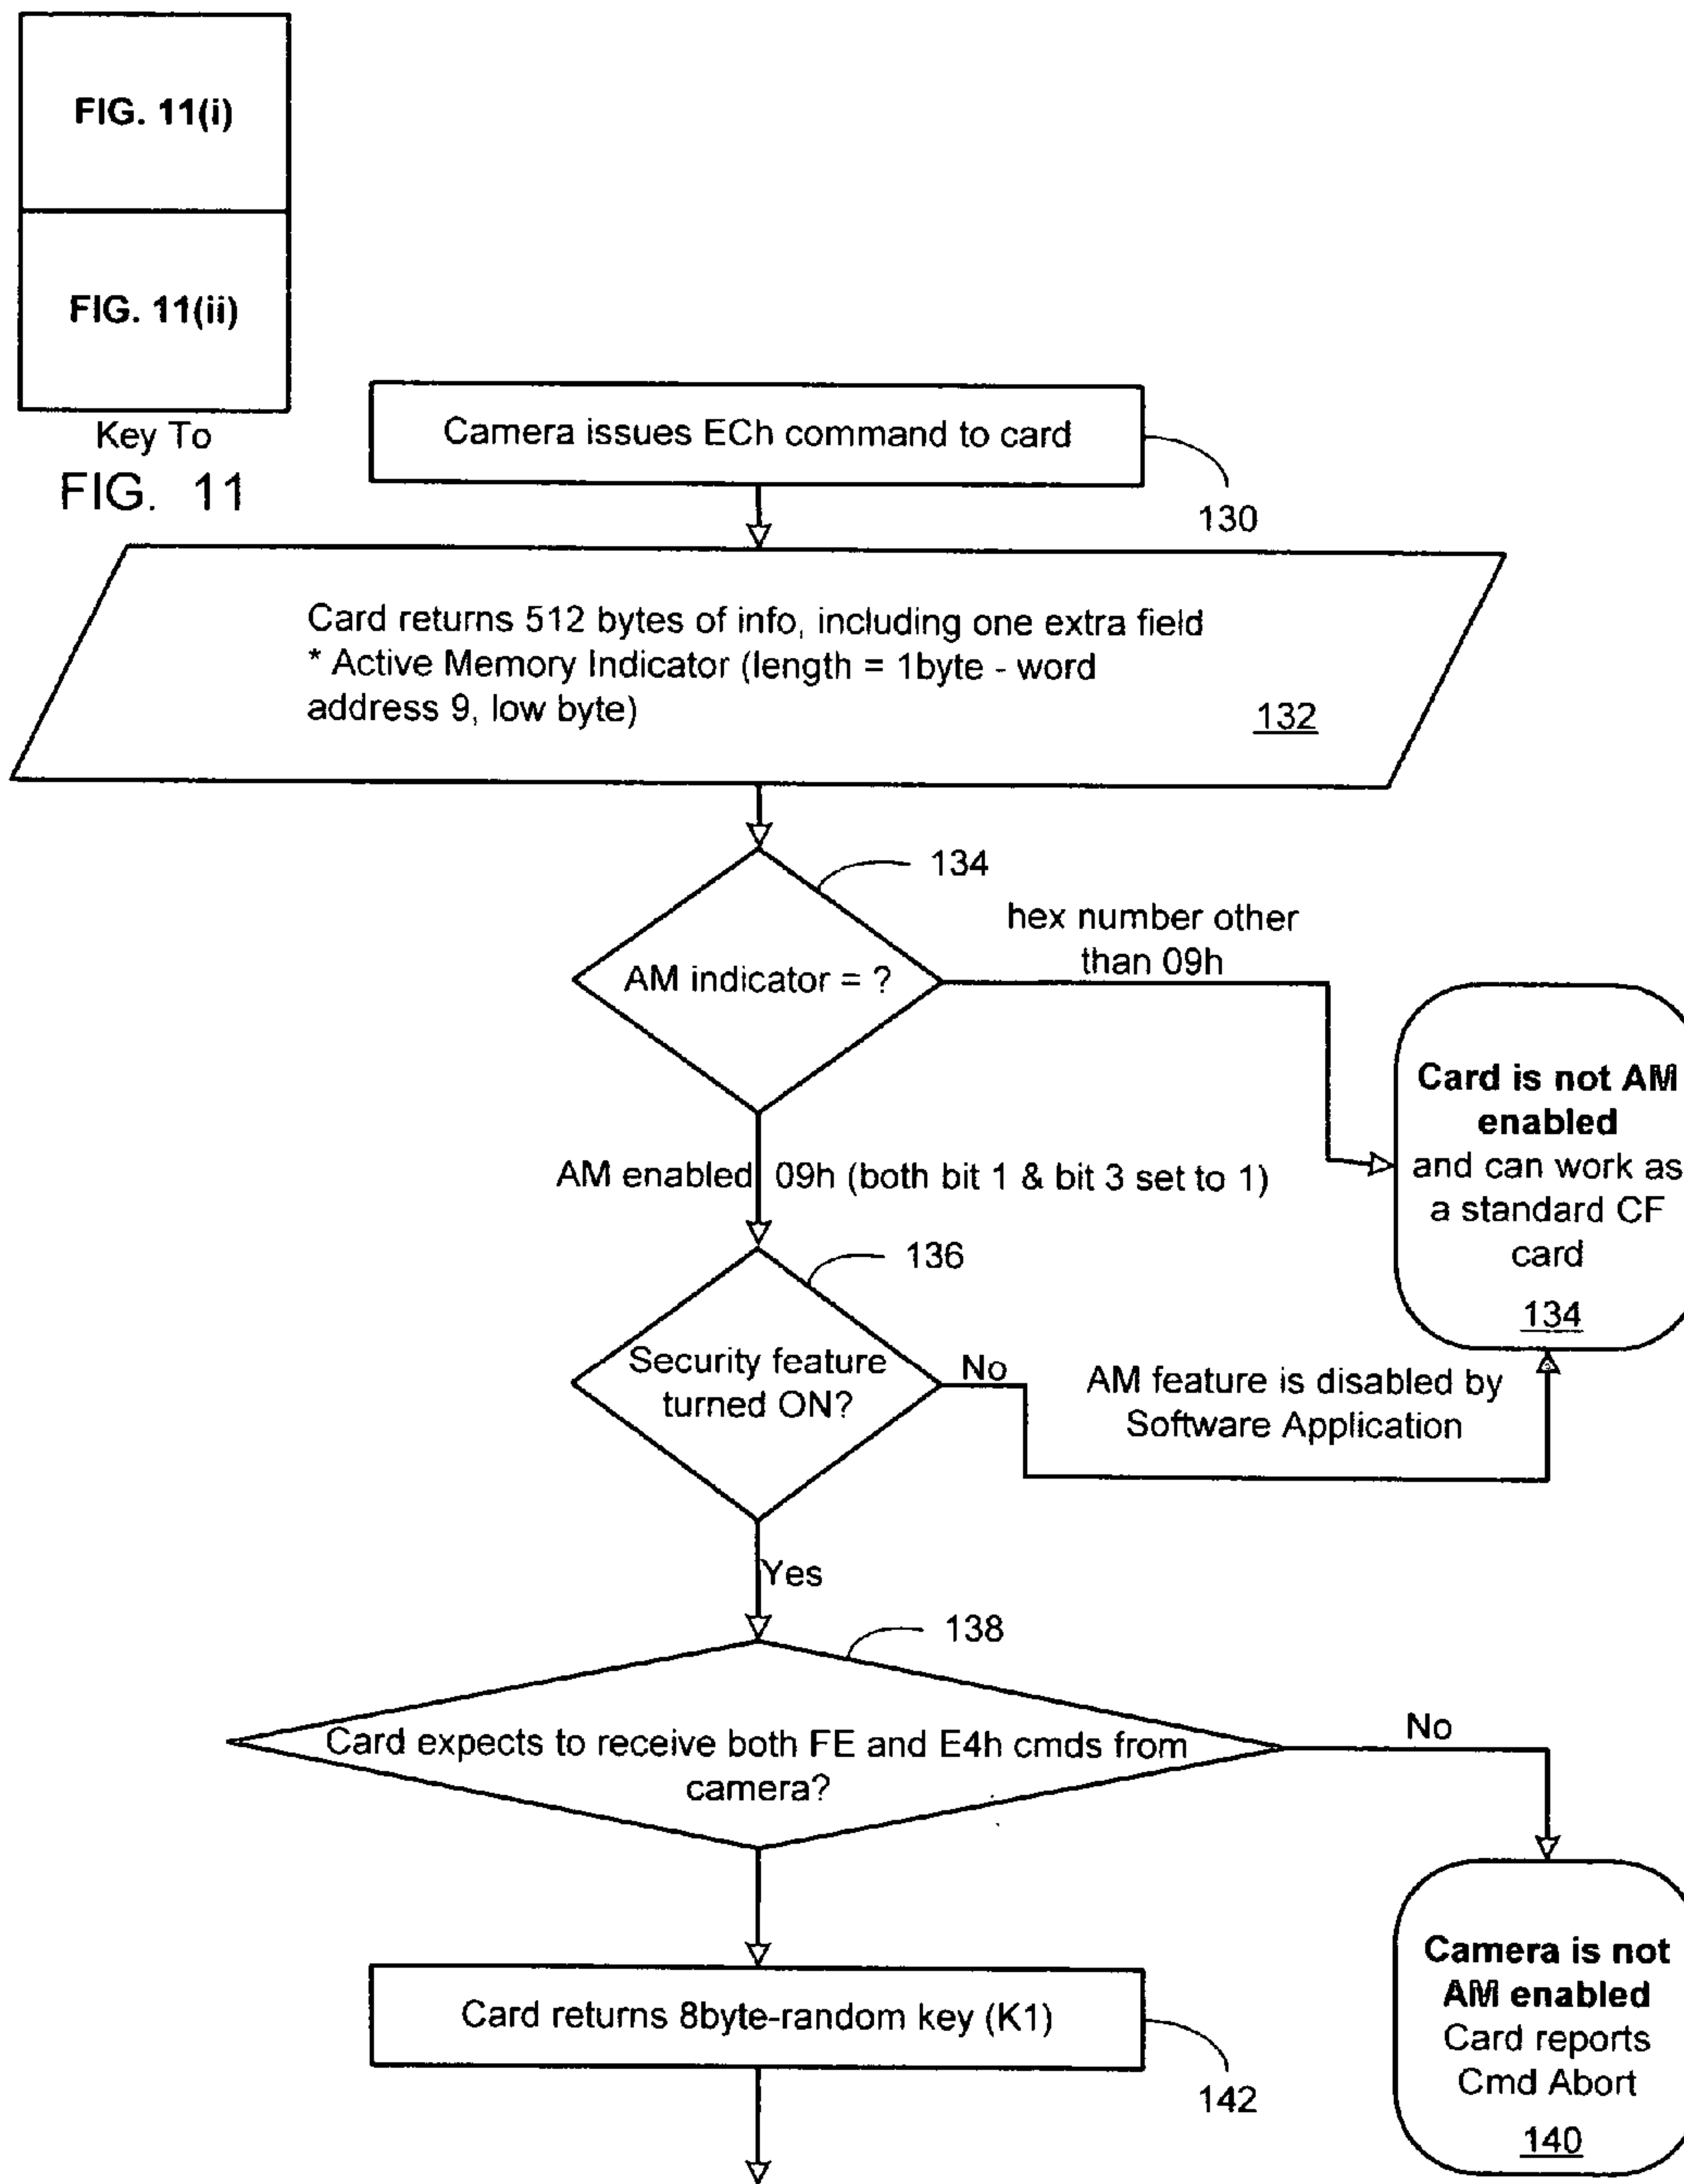 FIG. 11(i)
FIG. 11(ii)
Key To
FIG. 11
Camera issues ECh command to card
130
Card returns 512 bytes of info, including one extra field
* Active Memory Indicator (length = 1byte - word
address 9, low byte)
132
134
hex number other
than 09h
AM indicator = ?
Card is not AM
enabled
and can work as
a standard CF
card
134
AM enabled 09h (both bit 1 & bit 3 set to 1)
136
Security feature
turned ON?
No
AM feature is disabled by
Software Application
Yes
138
Card expects to receive both FE and E4h cmds from
camera?
No
Camera is not
AM enabled
Card reports
Cmd Abort
140
Card returns 8byte-random key (K1)
142